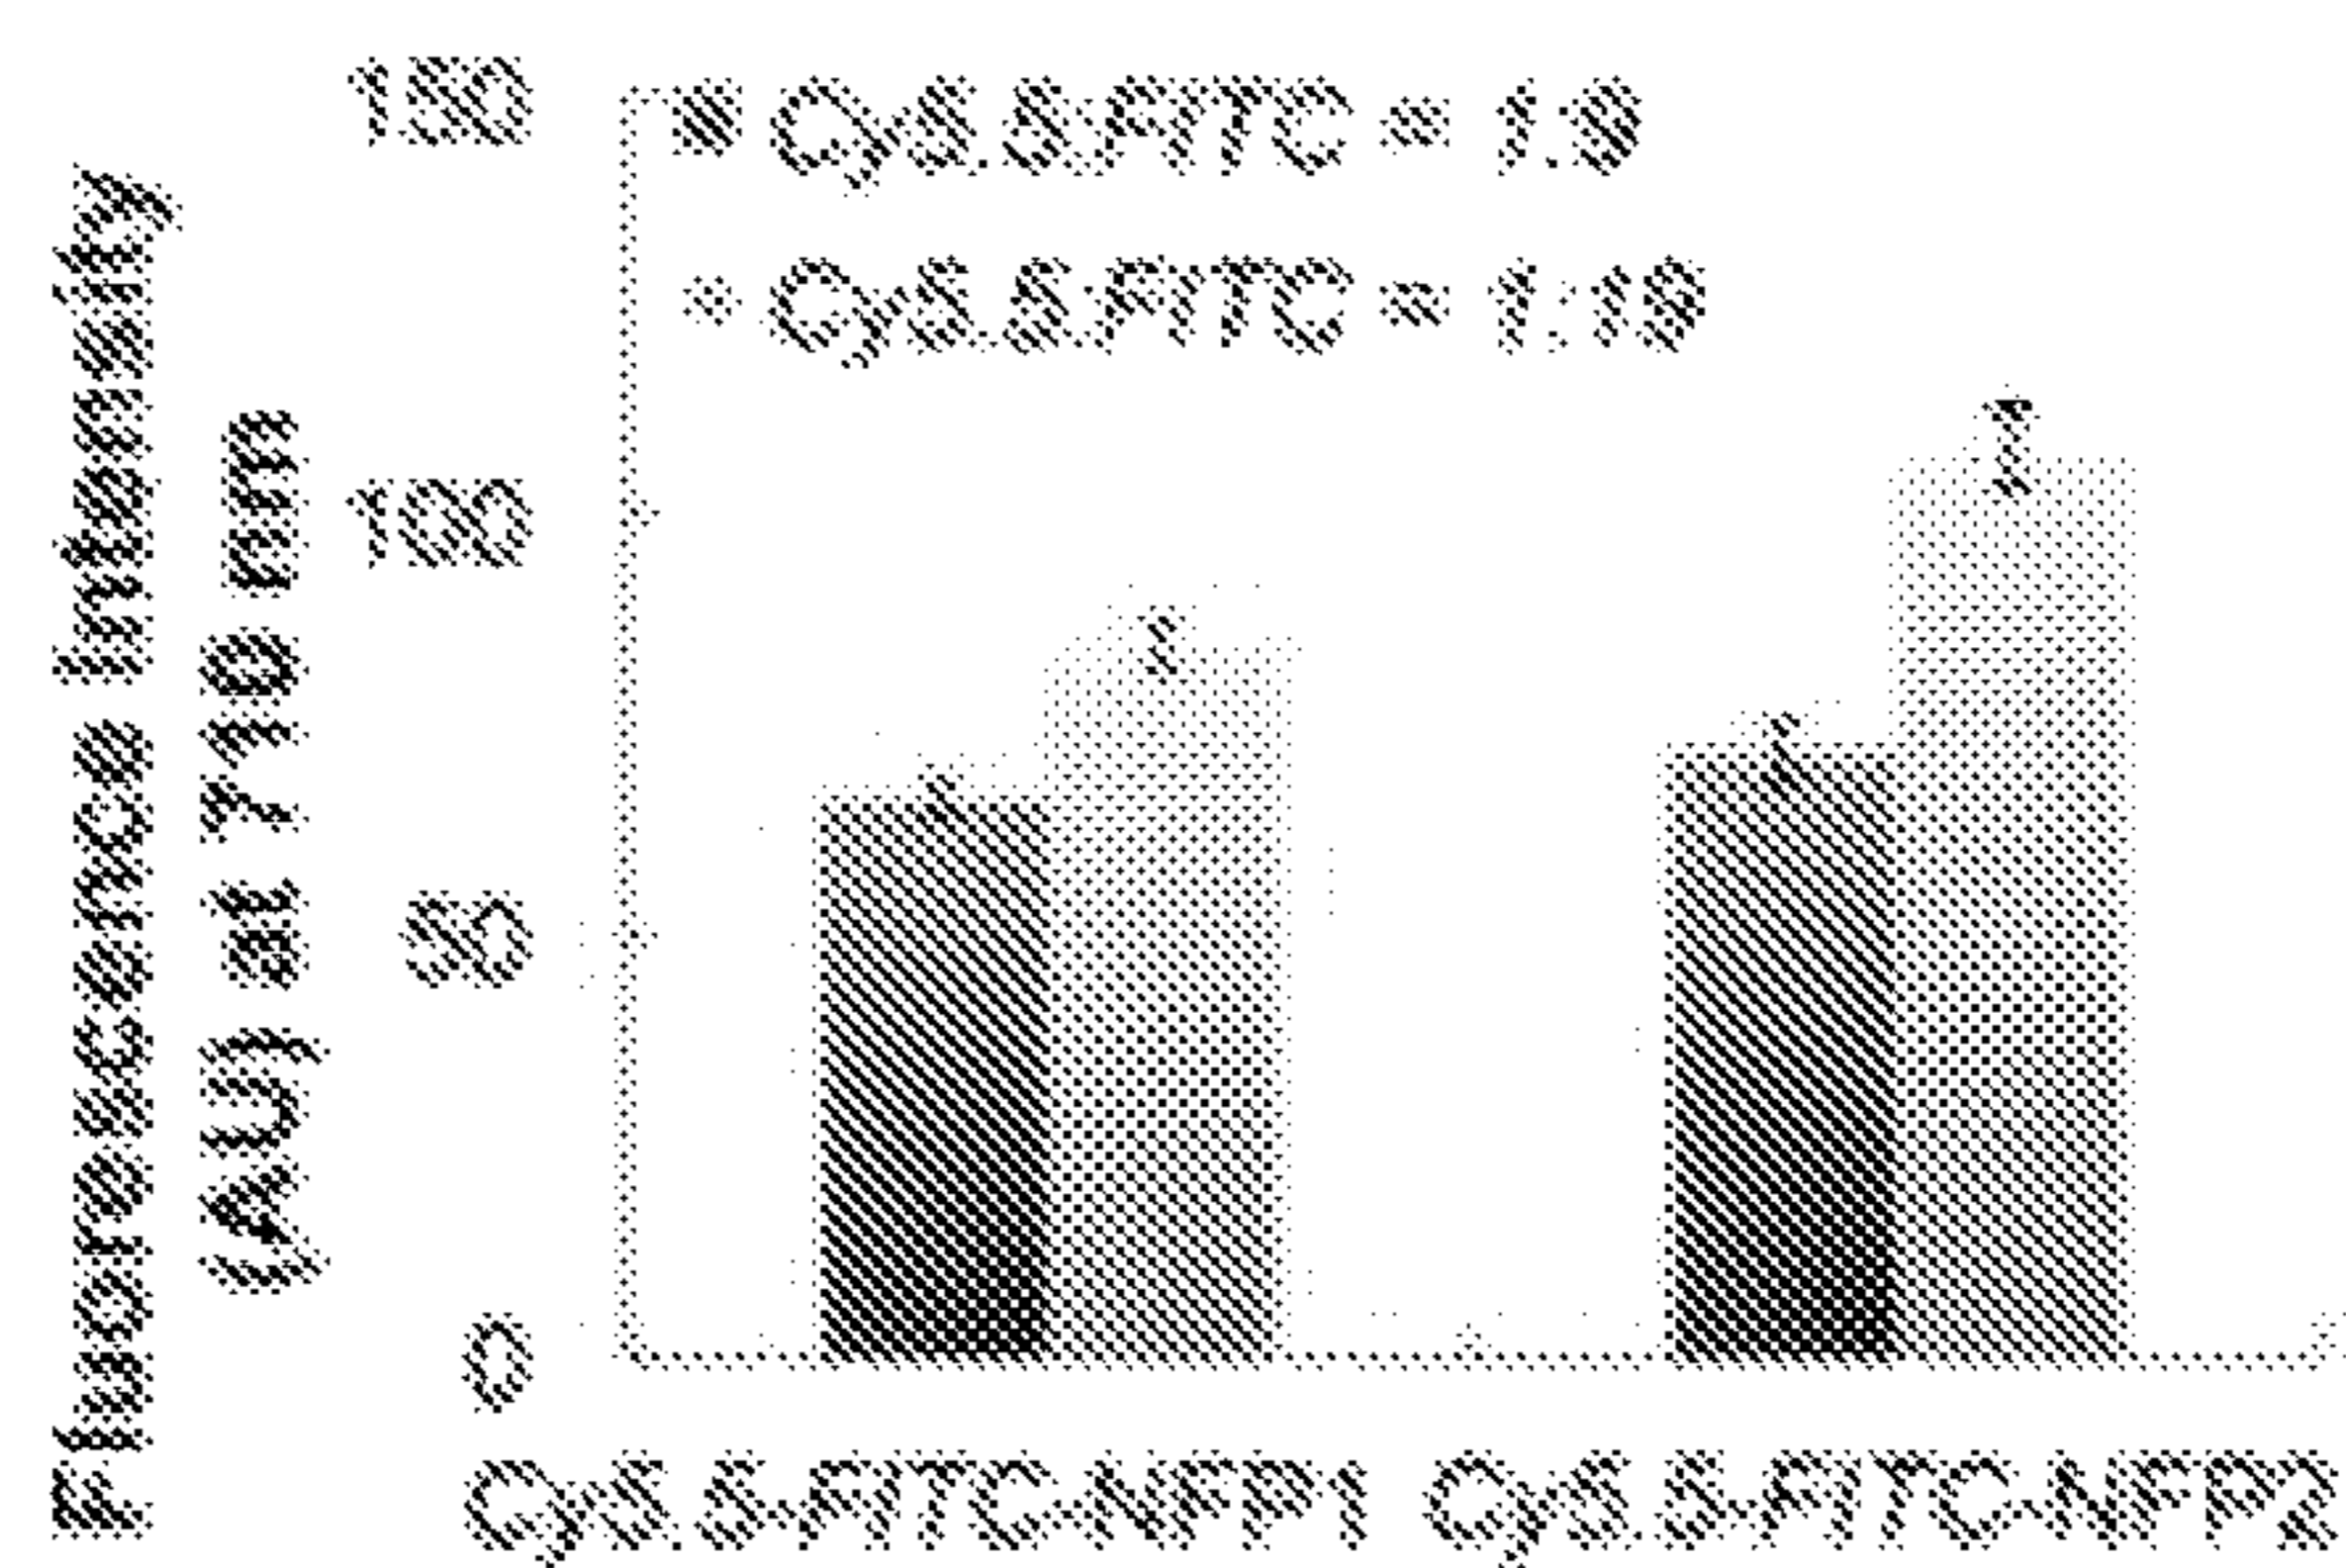 Fluorescence Intensity
(AU) at 710 nm
150
100
50
0
Cy5.5:FITC = 1:9
Cy5.5:FITC = 1:19
Cy5.5-FITC-NFP1 Cy5.5-FITC-NFP2